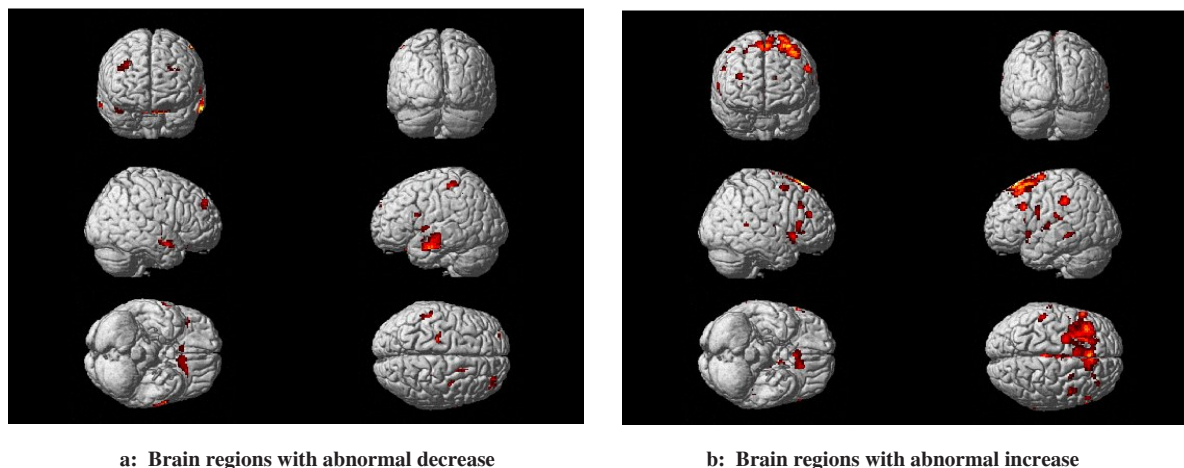 a: Brain regions with abnormal decrease
b: Brain regions with abnormal increase